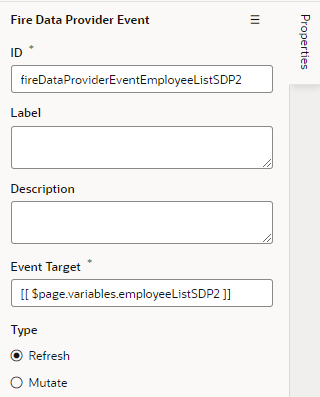 Fire Data Provider Event
Properties
ID *
fireDataProviderEventEmployeeListSDP2
Label
Description
Event Target *
[[ $page.variables.employeeListSDP2 ]]
Type
Refresh
Mutate